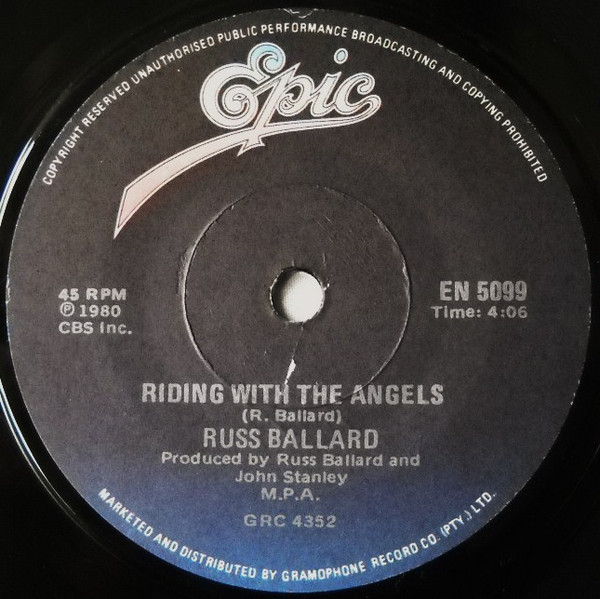 COPYRIGHT RESERVED UNAUTHORISED PUBLIC PERFORMANCE BROADCASTING AND COPYING PROHIBITED
Epic
45 RPM
Ⓟ 1980
CBS Inc.
EN 5099
Time: 4:06
RIDING WITH THE ANGELS
(R. Ballard)
RUSS BALLARD
Produced by Russ Ballard and
John Stanley
M.P.A.
GRC 4352
MARKETED AND DISTRIBUTED BY GRAMOPHONE RECORD CO. (PTY.) LTD.